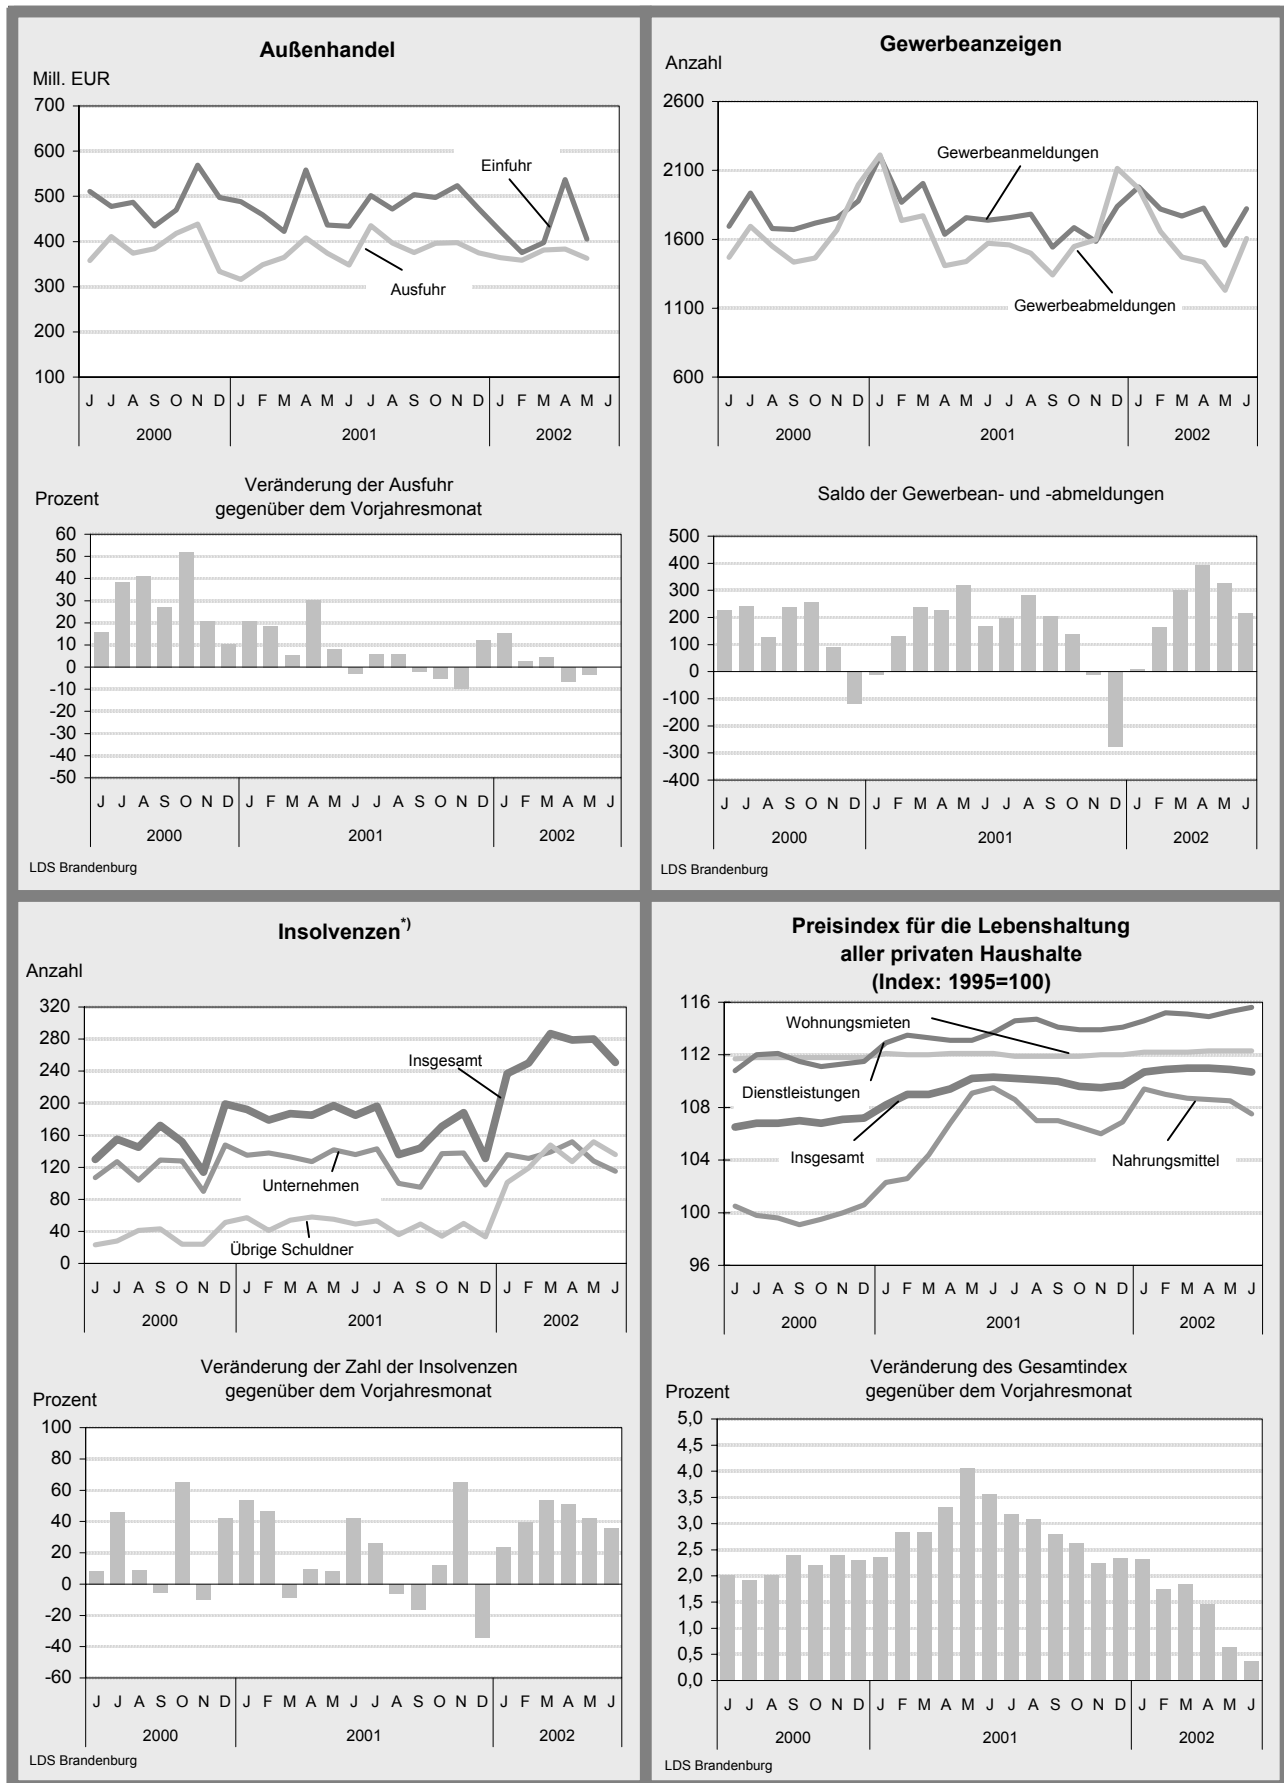 Außenhandel
Mill. EUR
700
600
500
400
300
200
100
Einfuhr
Ausfuhr
J J A S O N D J F M A M J J A S O N D J F M A M J
2000 2001 2002
Veränderung der Ausfuhr
gegenüber dem Vorjahresmonat
Prozent
60
50
40
30
20
10
0
-10
-20
-30
-40
-50
J J A S O N D J F M A M J J A S O N D J F M A M J
2000 2001 2002
LDS Brandenburg
Gewerbeanzeigen
Anzahl
2600
2100
1600
1100
600
Gewerbeanmeldungen
Gewerbeabmeldungen
J J A S O N D J F M A M J J A S O N D J F M A M J
2000 2001 2002
Saldo der Gewerbean- und -abmeldungen
500
400
300
200
100
0
-100
-200
-300
-400
J J A S O N D J F M A M J J A S O N D J F M A M J
2000 2001 2002
LDS Brandenburg
Insolvenzen*)
Anzahl
320
280
240
200
160
120
80
40
0
Insgesamt
Unternehmen
Übrige Schuldner
J J A S O N D J F M A M J J A S O N D J F M A M J
2000 2001 2002
Veränderung der Zahl der Insolvenzen
gegenüber dem Vorjahresmonat
Prozent
100
80
60
40
20
0
-20
-40
-60
J J A S O N D J F M A M J J A S O N D J F M A M J
2000 2001 2002
LDS Brandenburg
Preisindex für die Lebenshaltung
aller privaten Haushalte
(Index: 1995=100)
116
112
108
104
100
96
Wohnungsmieten
Dienstleistungen
Insgesamt
Nahrungsmittel
J J A S O N D J F M A M J J A S O N D J F M A M J
2000 2001 2002
Veränderung des Gesamtindex
gegenüber dem Vorjahresmonat
Prozent
5,0
4,5
4,0
3,5
3,0
2,5
2,0
1,5
1,0
0,5
0,0
J J A S O N D J F M A M J J A S O N D J F M A M J
2000 2001 2002
LDS Brandenburg